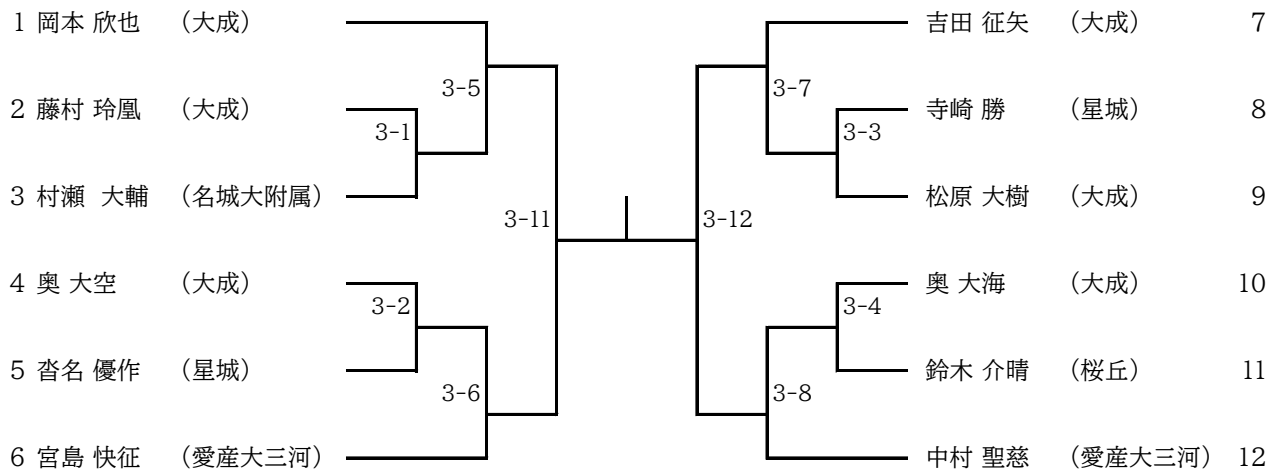 1 岡本 欣也 （大成）
3-5
2 藤村 玲凰 （大成）
3-1
3 村瀬 大輔 （名城大附属）
3-11
4 奥 大空 （大成）
3-2
5 沓名 優作 （星城）
3-6
6 宮島 快征 （愛産大三河）
吉田 征矢 （大成） 7
3-7
寺崎 勝 （星城） 8
3-3
松原 大樹 （大成） 9
3-12
奥 大海 （大成） 10
3-4
鈴木 介晴 （桜丘） 11
3-8
中村 聖慈 （愛産大三河） 12